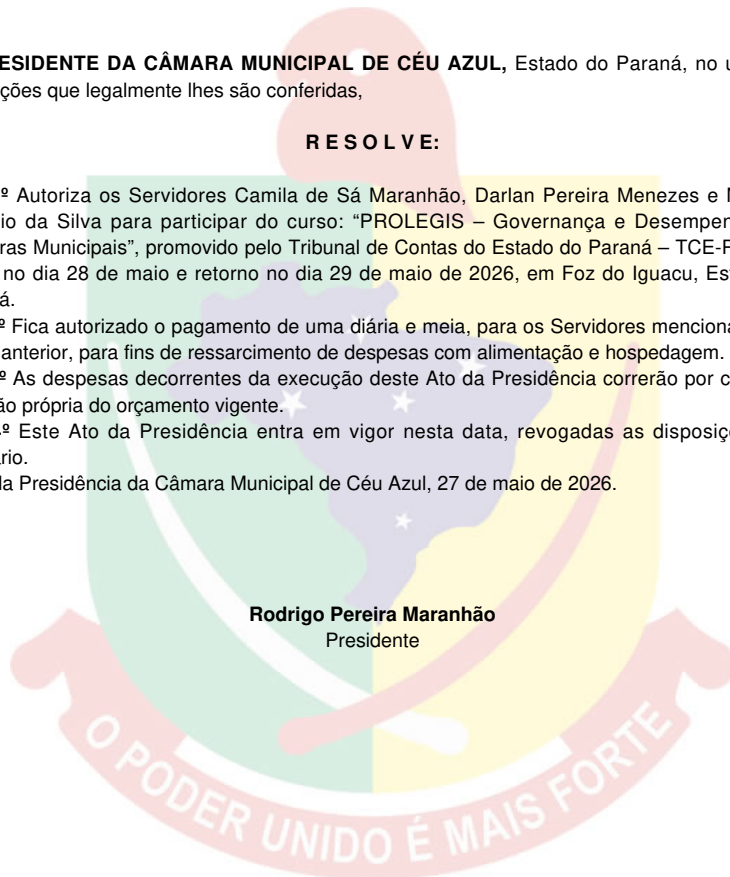 ESIDENTE DA CÂMARA MUNICIPAL DE CÉU AZUL, Estado do Paraná, no u
ções que legalmente lhes são conferidas,
R E S O L V E:
º Autoriza os Servidores Camila de Sá Maranhão, Darlan Pereira Menezes e
io da Silva para participar do curso: “PROLEGIS – Governança e Desempen
ras Municipais”, promovido pelo Tribunal de Contas do Estado do Paraná – TCE-P
no dia 28 de maio e retorno no dia 29 de maio de 2026, em Foz do Iguacu, Est
á.
º Fica autorizado o pagamento de uma diária e meia, para os Servidores menciona
anterior, para fins de ressarcimento de despesas com alimentação e hospedagem.
º As despesas decorrentes da execução deste Ato da Presidência correrão por c
ão própria do orçamento vigente.
º Este Ato da Presidência entra em vigor nesta data, revogadas as disposiç
rio.
da Presidência da Câmara Municipal de Céu Azul, 27 de maio de 2026.
Rodrigo Pereira Maranhão
Presidente
O PODER UNIDO É MAIS FORTE